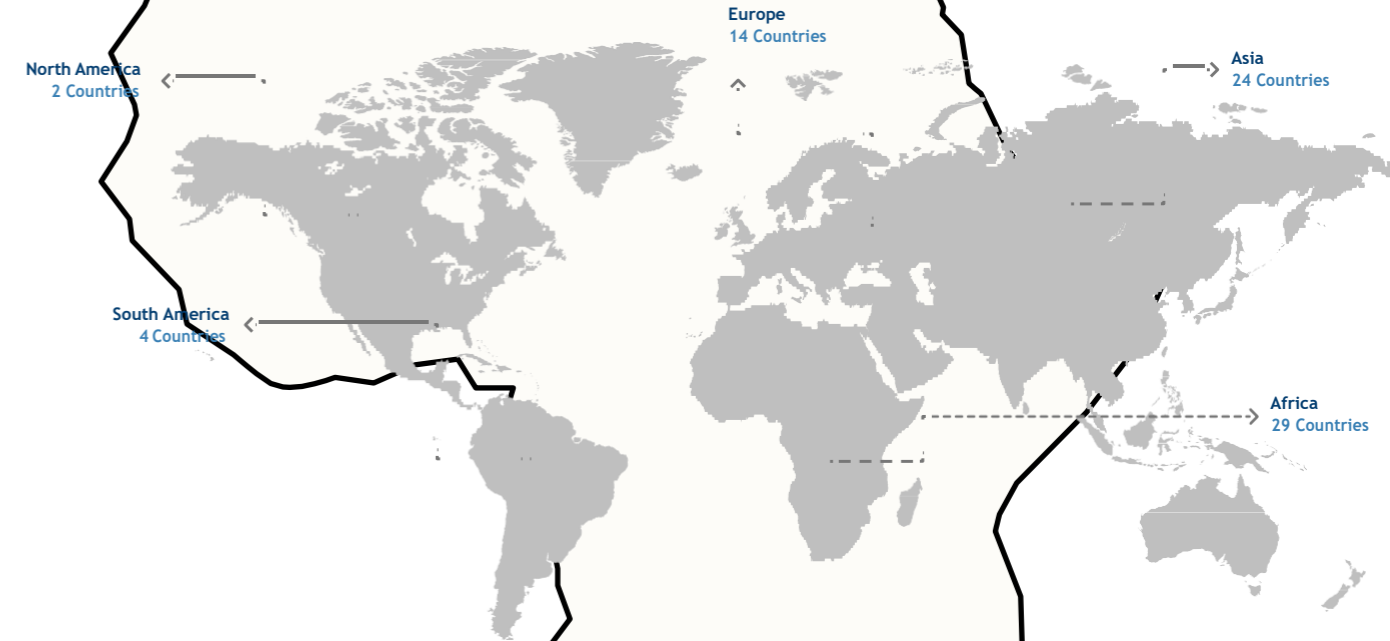 Europe
14 Countries
North America
2 Countries
Asia
24 Countries
South America
4 Countries
Africa
29 Countries